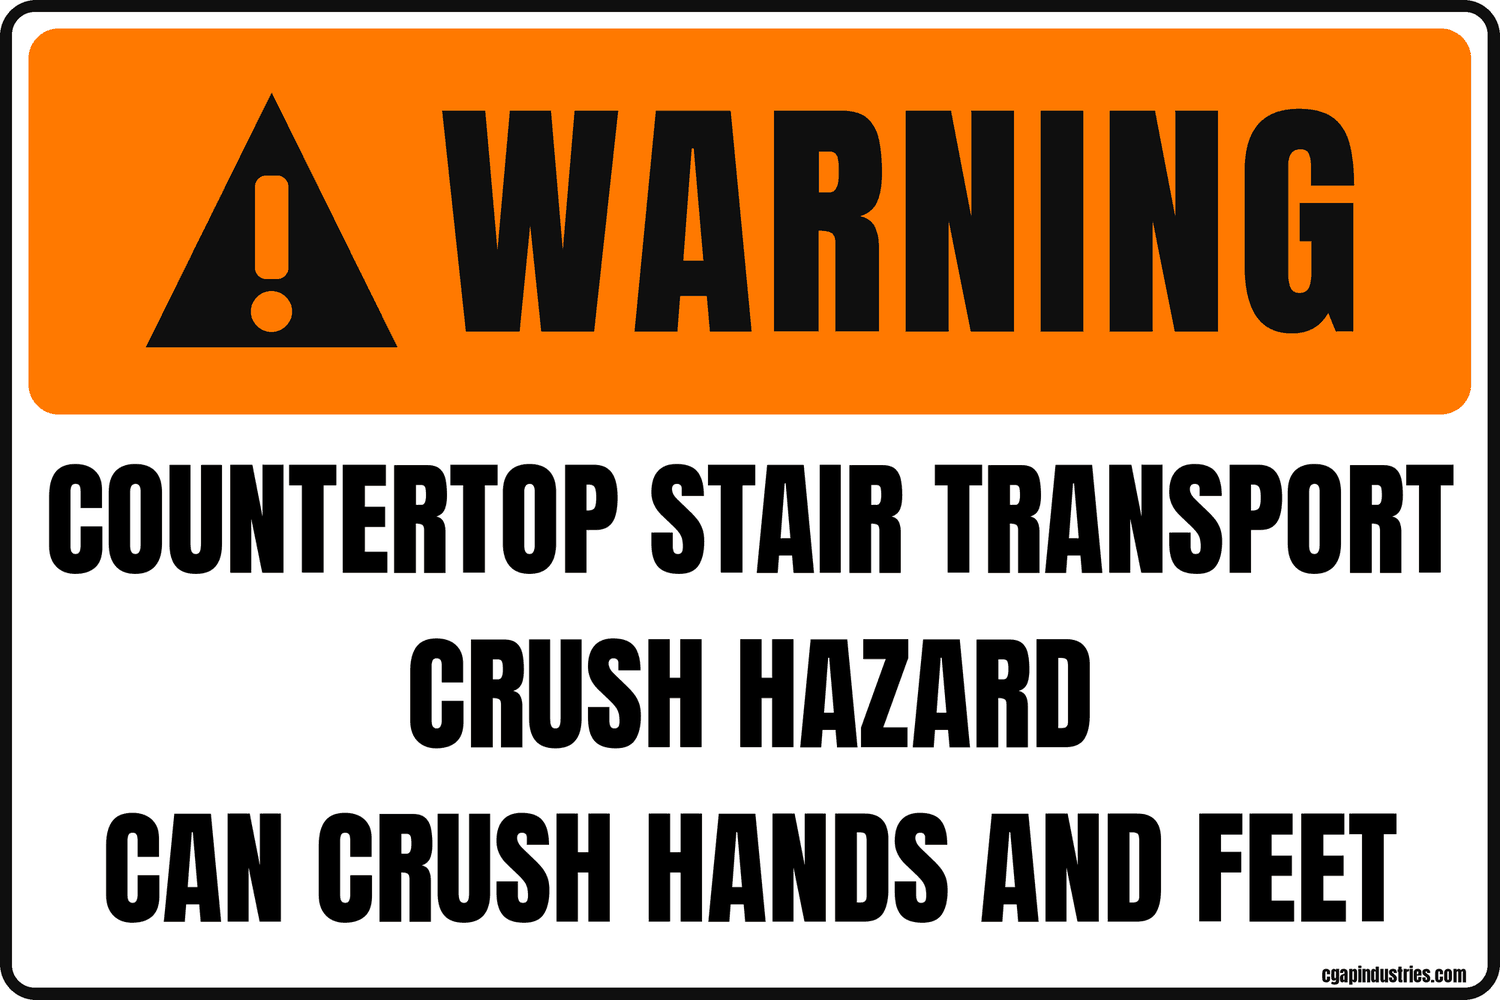 WARNING
COUNTERTOP STAIR TRANSPORT
CRUSH HAZARD
CAN CRUSH HANDS AND FEET
cgapindustries.com